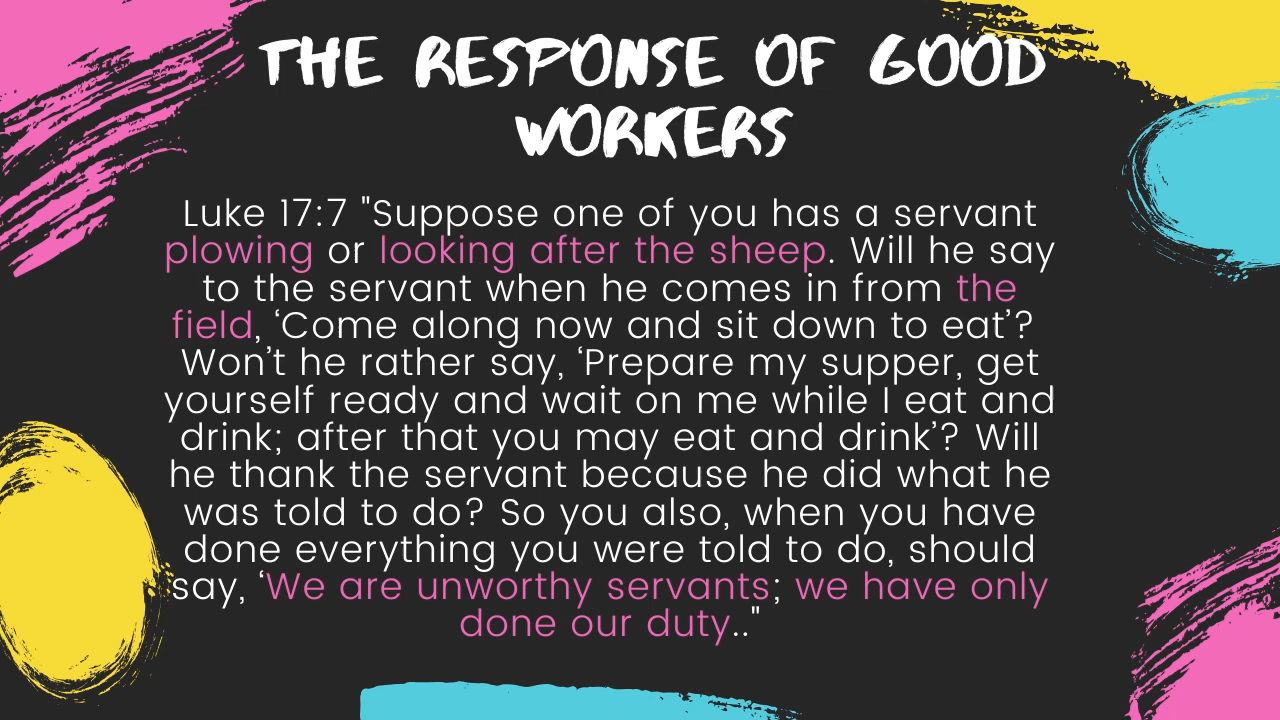 THE RESPONSE OF GOOD
WORKERS
Luke 17:7 "Suppose one of you has a servant
plowing or looking after the sheep. Will he say
to the servant when he comes in from the
field, ‘Come along now and sit down to eat’?
Won’t he rather say, ‘Prepare my supper, get
yourself ready and wait on me while I eat and
drink; after that you may eat and drink’? Will
he thank the servant because he did what he
was told to do? So you also, when you have
done everything you were told to do, should
say, ‘We are unworthy servants; we have only
done our duty.."